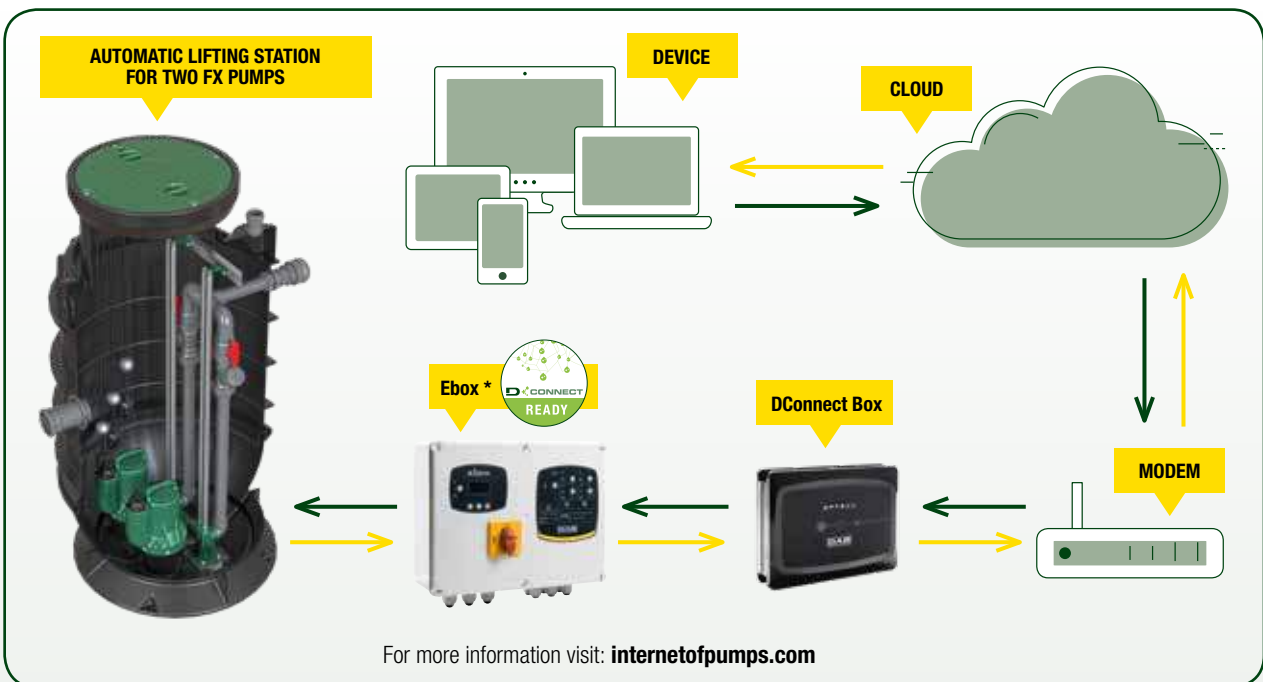 AUTOMATIC LIFTING STATION
FOR TWO FX PUMPS
DEVICE
CLOUD
Ebox *
D CONNECT
READY
DConnect Box
MODEM
DAB
For more information visit: internetofpumps.com